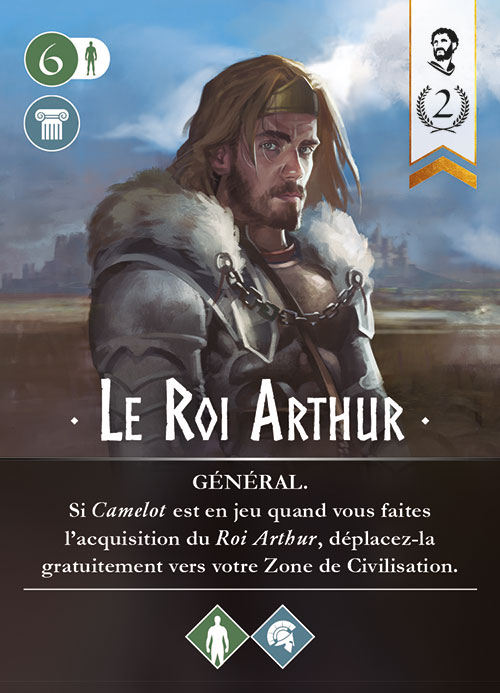 6
2
· Le Roi Arthur ·
GÉNÉRAL.
Si Camelot est en jeu quand vous faites
l’acquisition du Roi Arthur, déplacez-la
gratuitement vers votre Zone de Civilisation.